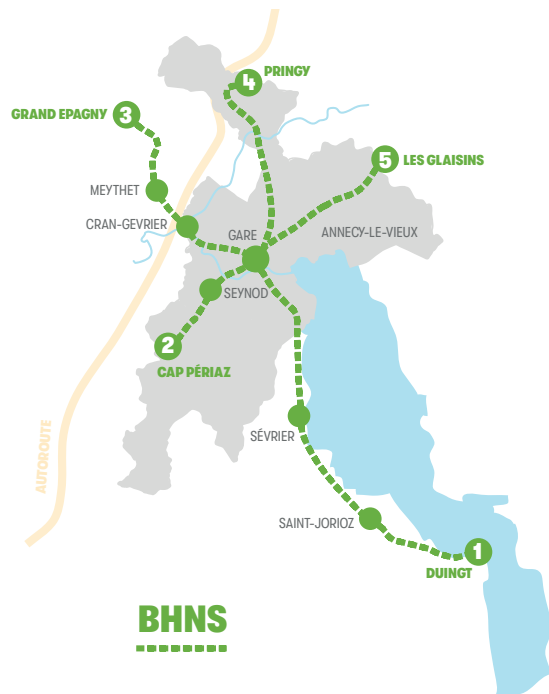 4
PRINGY
GRAND EPAGNY
3
5
LES GLAISINS
MEYTHET
CRAN-GEVRIER
GARE
ANNECY-LE-VIEUX
SEYNOD
2
CAP PÉRIAZ
SÉVRIER
AUTOROUTE
SAINT-JORIOZ
1
DUINGT
BHNS